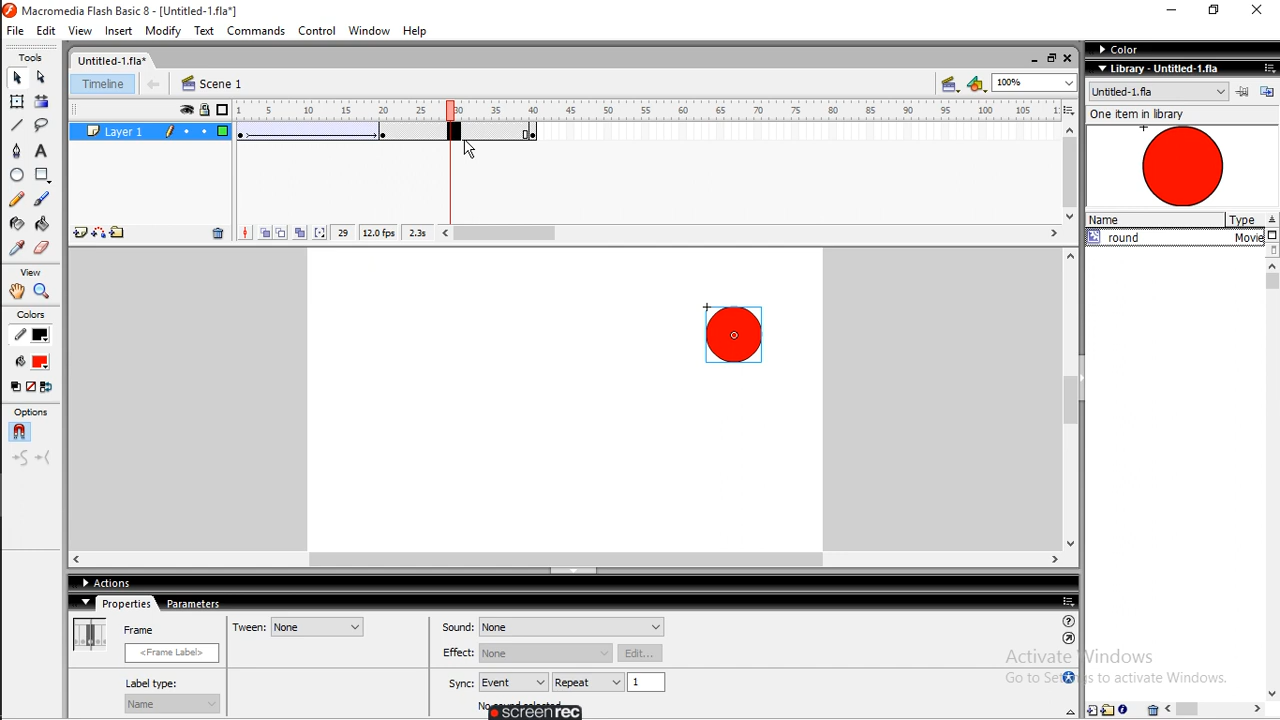 Macromedia Flash Basic 8 - [Untitled-1.fla*]
File Edit View Insert Modify Text Commands Control Window Help
Tools
Untitled-1.fla*
Timeline
Scene 1
100%
1 5 10 15 20 25 30 35 40 45 50 55 60 65 70 75 80 85 90 95 100 105
Layer 1
29 12.0 fps 2.3s
View
Colors
Options
Actions
Properties Parameters
Frame
<Frame Label>
Label type:
Name
Tween: None
Sound: None
Effect: None Edit...
Sync: Event Repeat 1
No sound selected.
screenrec
Color
Library - Untitled-1.fla
Untitled-1.fla
One item in library
Name Type
round Movie
Activate Windows
Go to Settings to activate Windows.